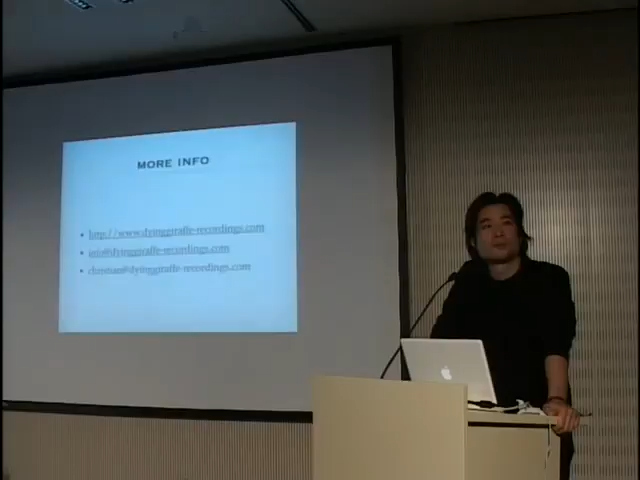 MORE INFO
http://www.dyinggiraffe-recordings.com
info@dyinggiraffe-recordings.com
christian@dyinggiraffe-recordings.com